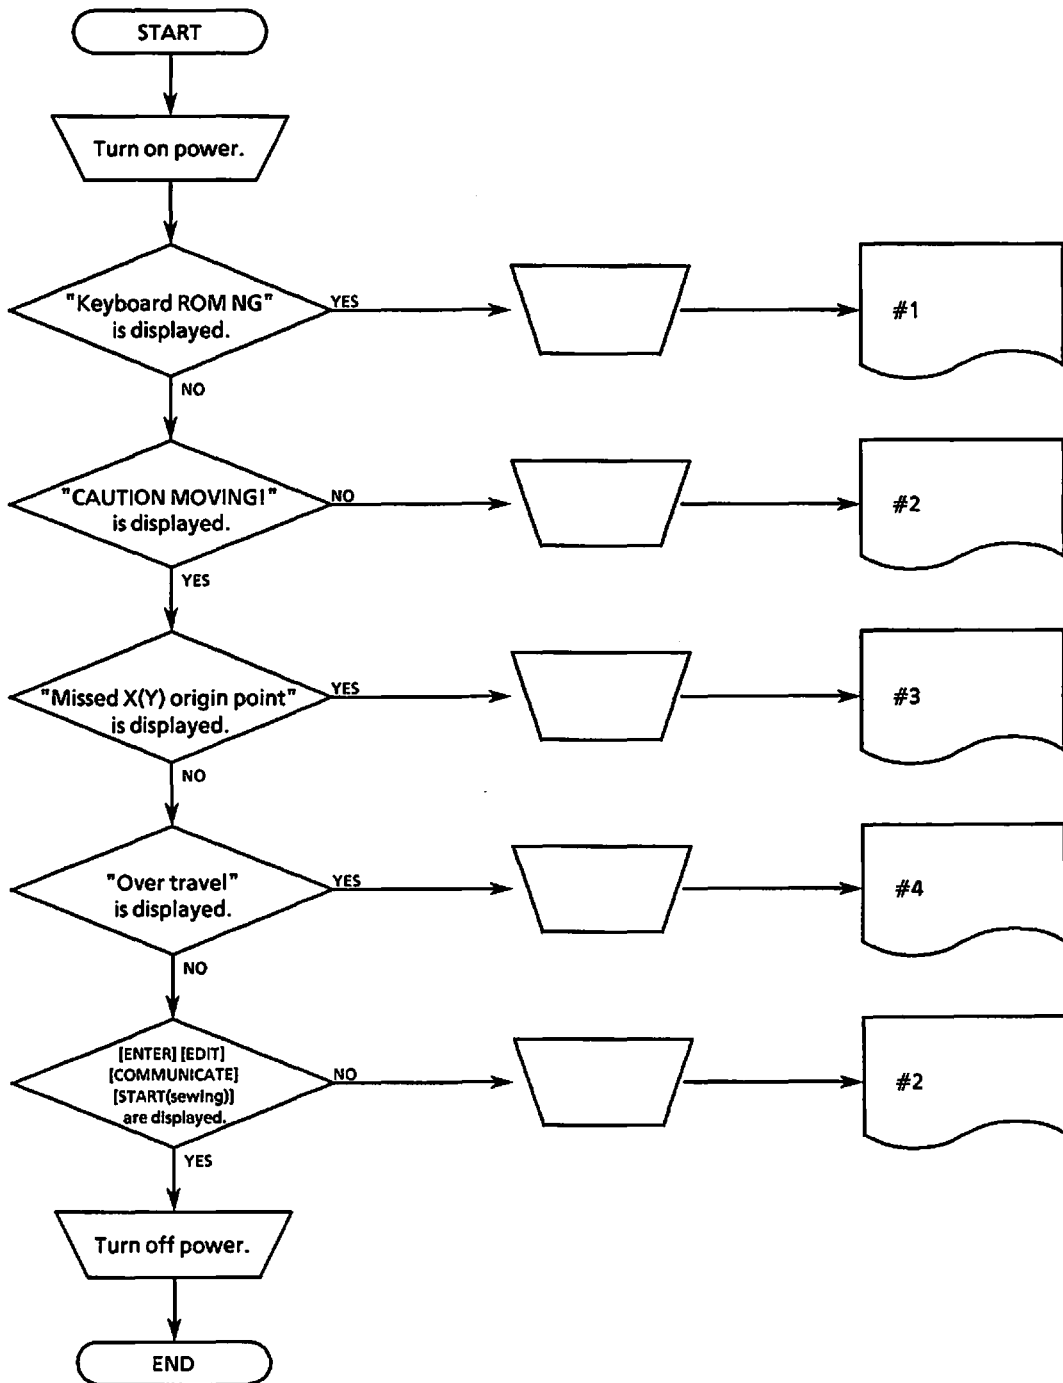 START
Turn on power.
"Keyboard ROM NG"
is displayed.
YES
#1
NO
"CAUTION MOVING!"
is displayed.
NO
#2
YES
"Missed X(Y) origin point"
is displayed.
YES
#3
NO
"Over travel"
is displayed.
YES
#4
NO
[ENTER] [EDIT]
[COMMUNICATE]
[START(sewing)]
are displayed.
NO
#2
YES
Turn off power.
END